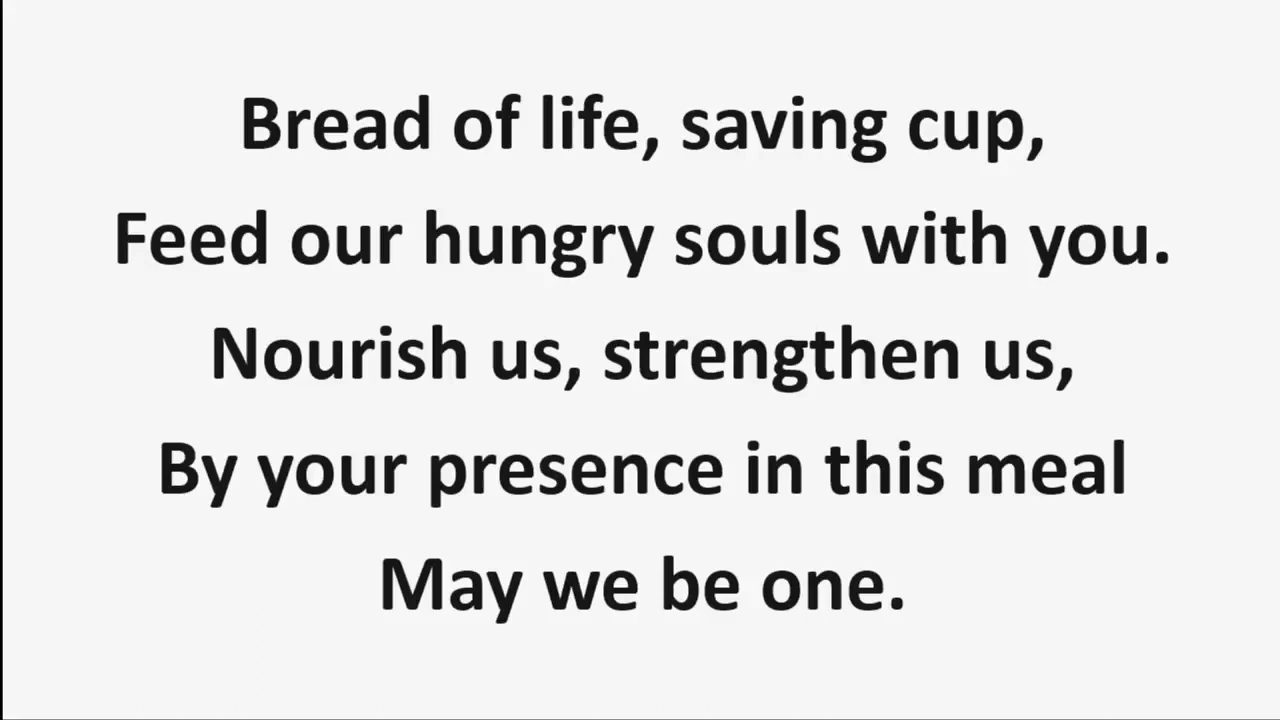 Bread of life, saving cup,
Feed our hungry souls with you.
Nourish us, strengthen us,
By your presence in this meal
May we be one.